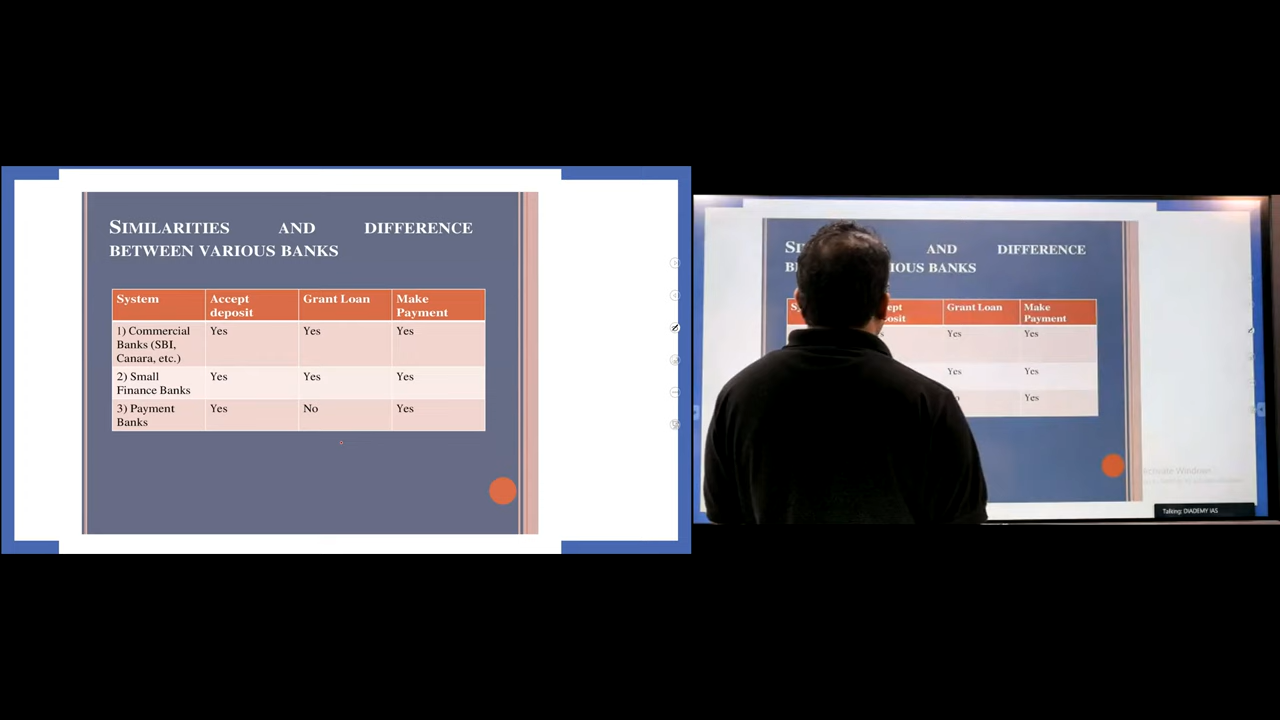 SIMILARITIES AND DIFFERENCE
BETWEEN VARIOUS BANKS
System Accept deposit Grant Loan Make Payment
1) Commercial Banks (SBI, Canara, etc.) Yes Yes Yes
2) Small Finance Banks Yes Yes Yes
3) Payment Banks Yes No Yes
AND DIFFERENCE
IOUS BANKS
Grant Loan Make Payment
Yes Yes
Yes Yes
Yes
Activate Windows
Talking: DIADEMY IAS